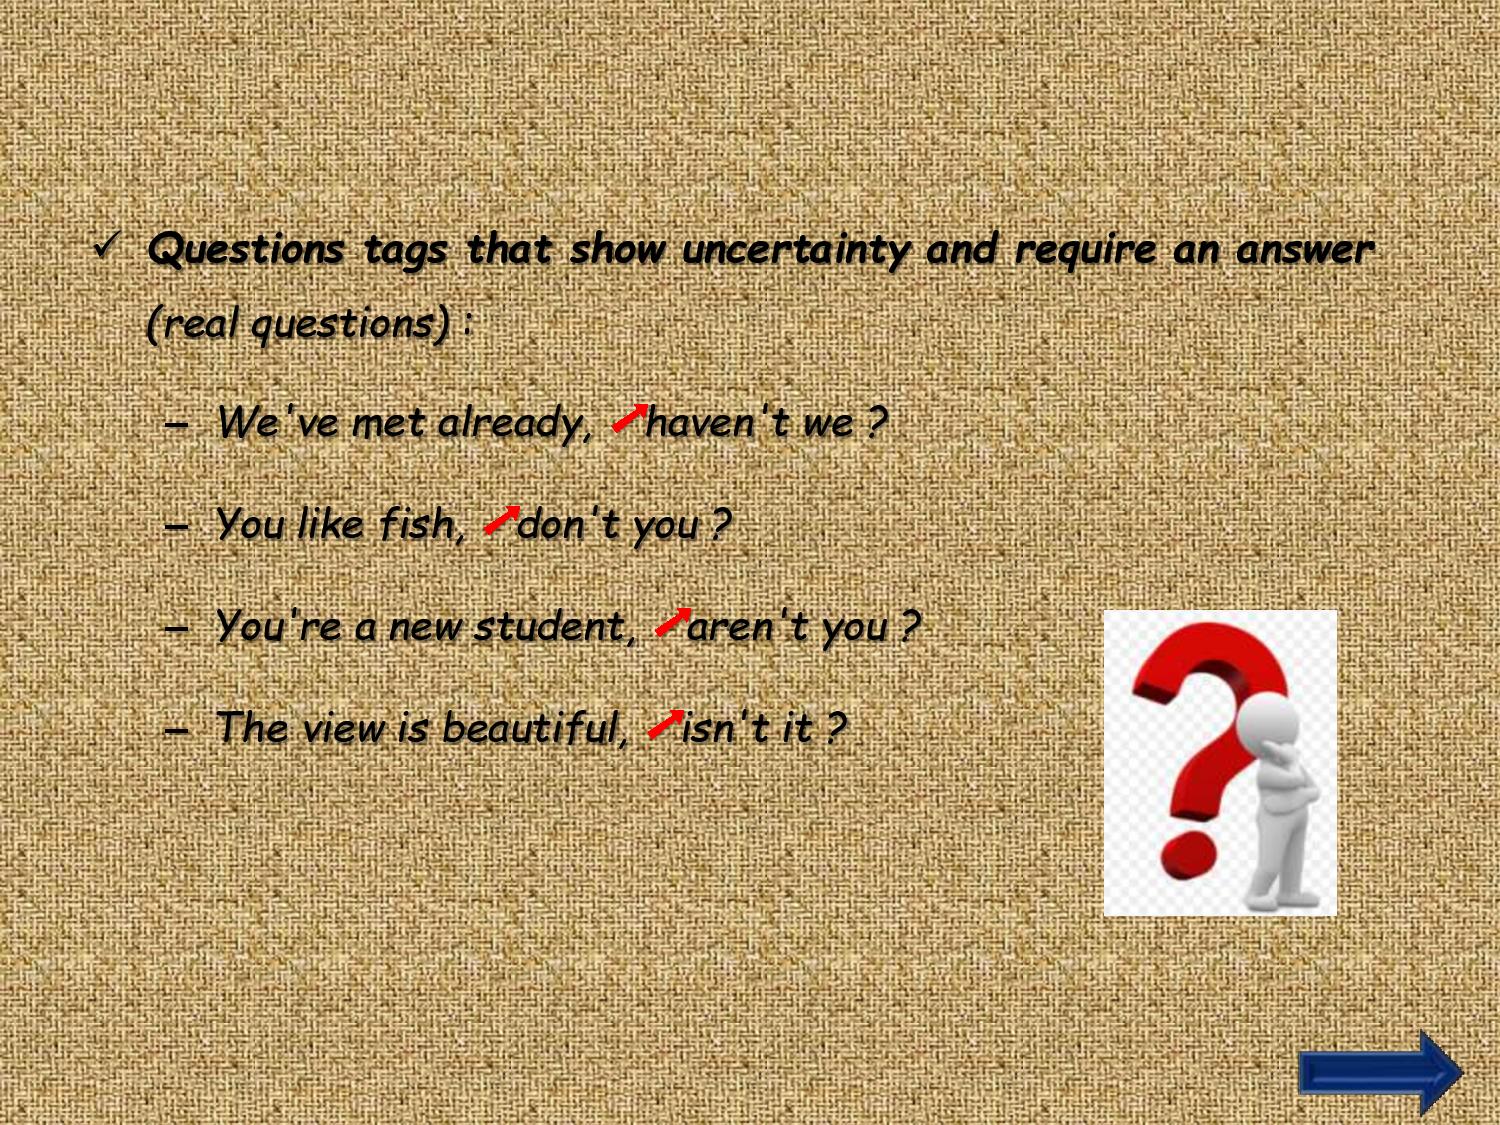 ✓ Questions tags that show uncertainty and require an answer
(real questions) :
– We've met already, ↗haven't we ?
– You like fish, ↗don't you ?
– You're a new student, ↗aren't you ?
– The view is beautiful, ↗isn't it ?